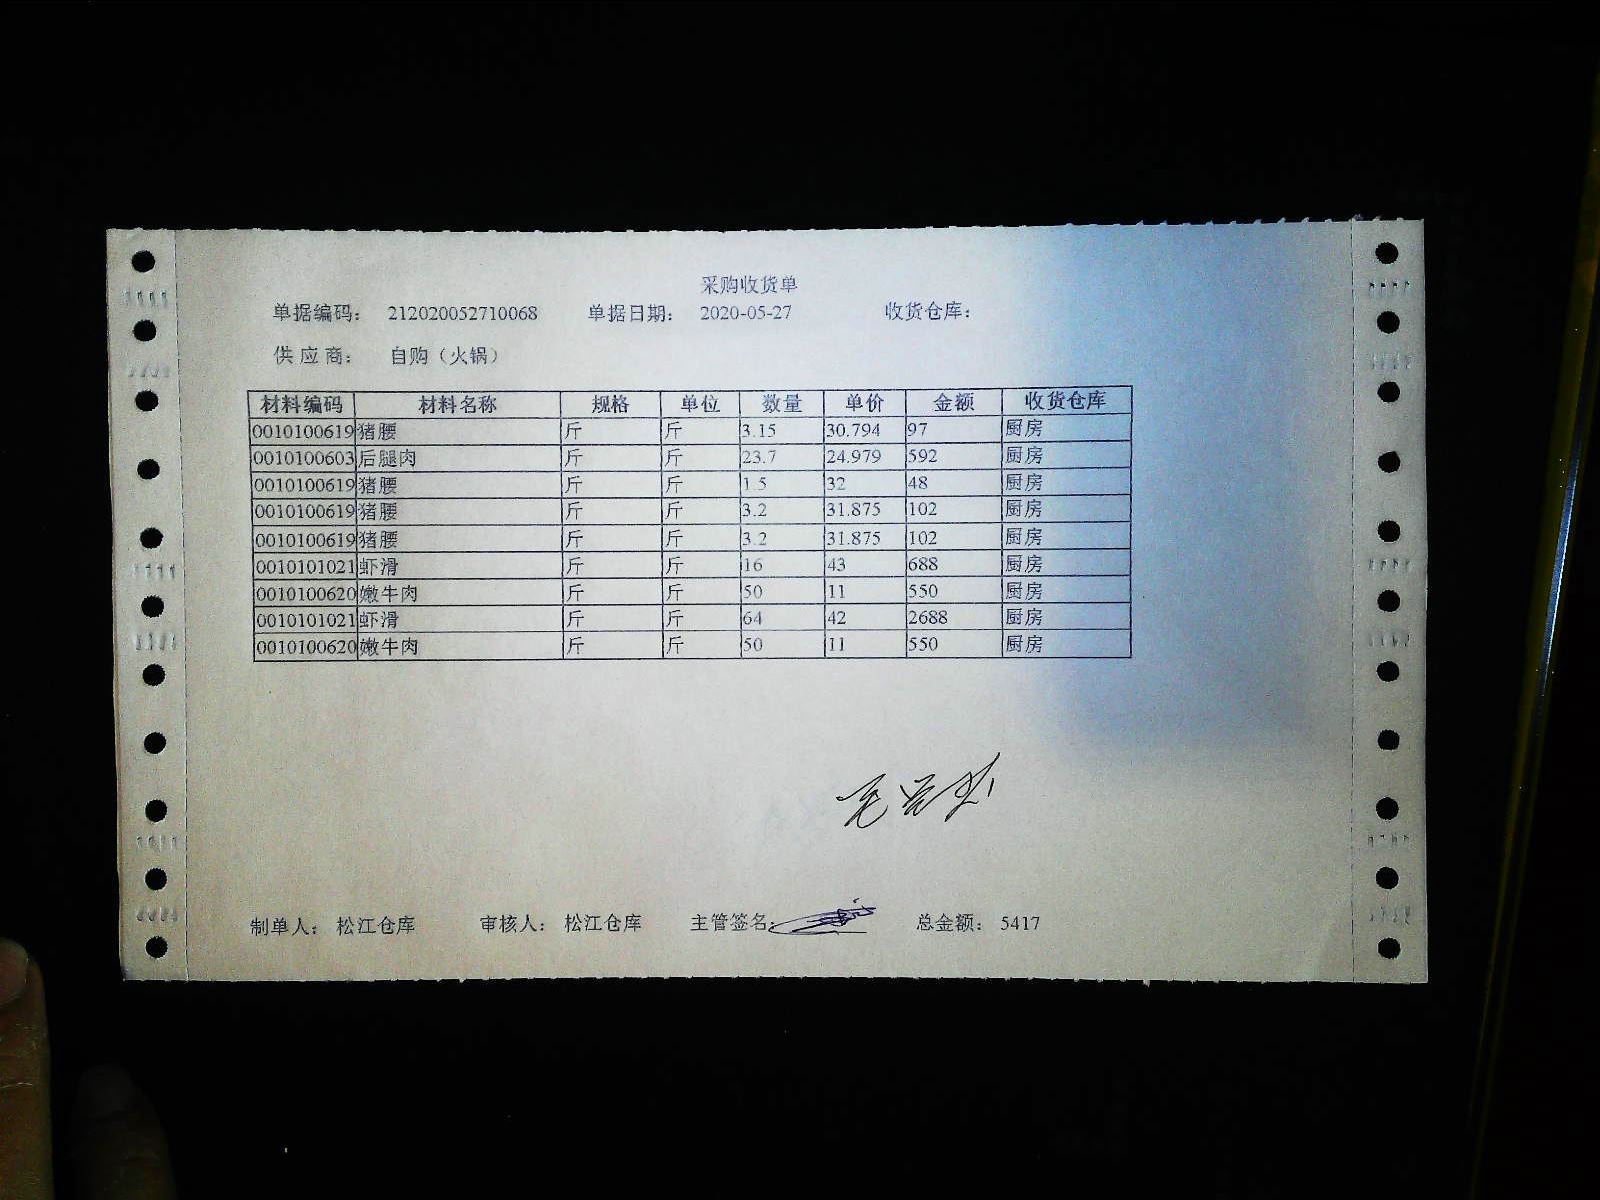 采购收货单
单据编码： 212020052710068 单据日期： 2020-05-27 收货仓库：
供应商： 自购（火锅）
材料编码 材料名称 规格 单位 数量 单价 金额 收货仓库
0010100619 猪腰 斤 斤 3.15 30.794 97 厨房
0010100603 后腿肉 斤 斤 23.7 24.979 592 厨房
0010100619 猪腰 斤 斤 1.5 32 48 厨房
0010100619 猪腰 斤 斤 3.2 31.875 102 厨房
0010100619 猪腰 斤 斤 3.2 31.875 102 厨房
0010101021 虾滑 斤 斤 16 43 688 厨房
0010100620 嫩牛肉 斤 斤 50 11 550 厨房
0010101021 虾滑 斤 斤 64 42 2688 厨房
0010100620 嫩牛肉 斤 斤 50 11 550 厨房
制单人： 松江仓库 审核人： 松江仓库 主管签名： 总金额： 5417